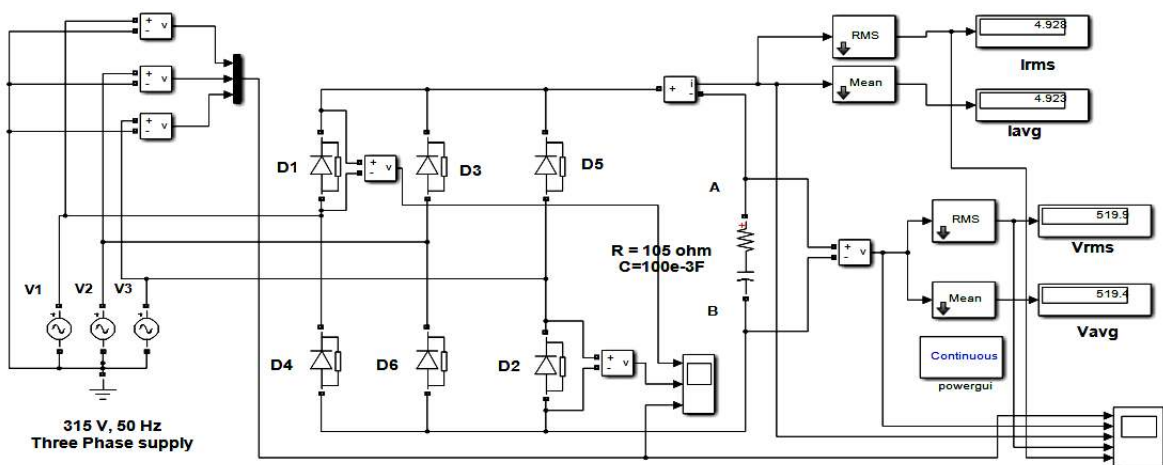 + - v
+ - v
+ - v
RMS
4.928
Irms
+ i -
Mean
4.923
Iavg
D1
+ - v
D3
D5
A
R = 105 ohm
C=100e-3F
+
B
+ - v
RMS
519.9
Vrms
Mean
519.4
Vavg
V1 V2 V3
D4
D6
D2
+ - v
Continuous
powergui
315 V, 50 Hz
Three Phase supply